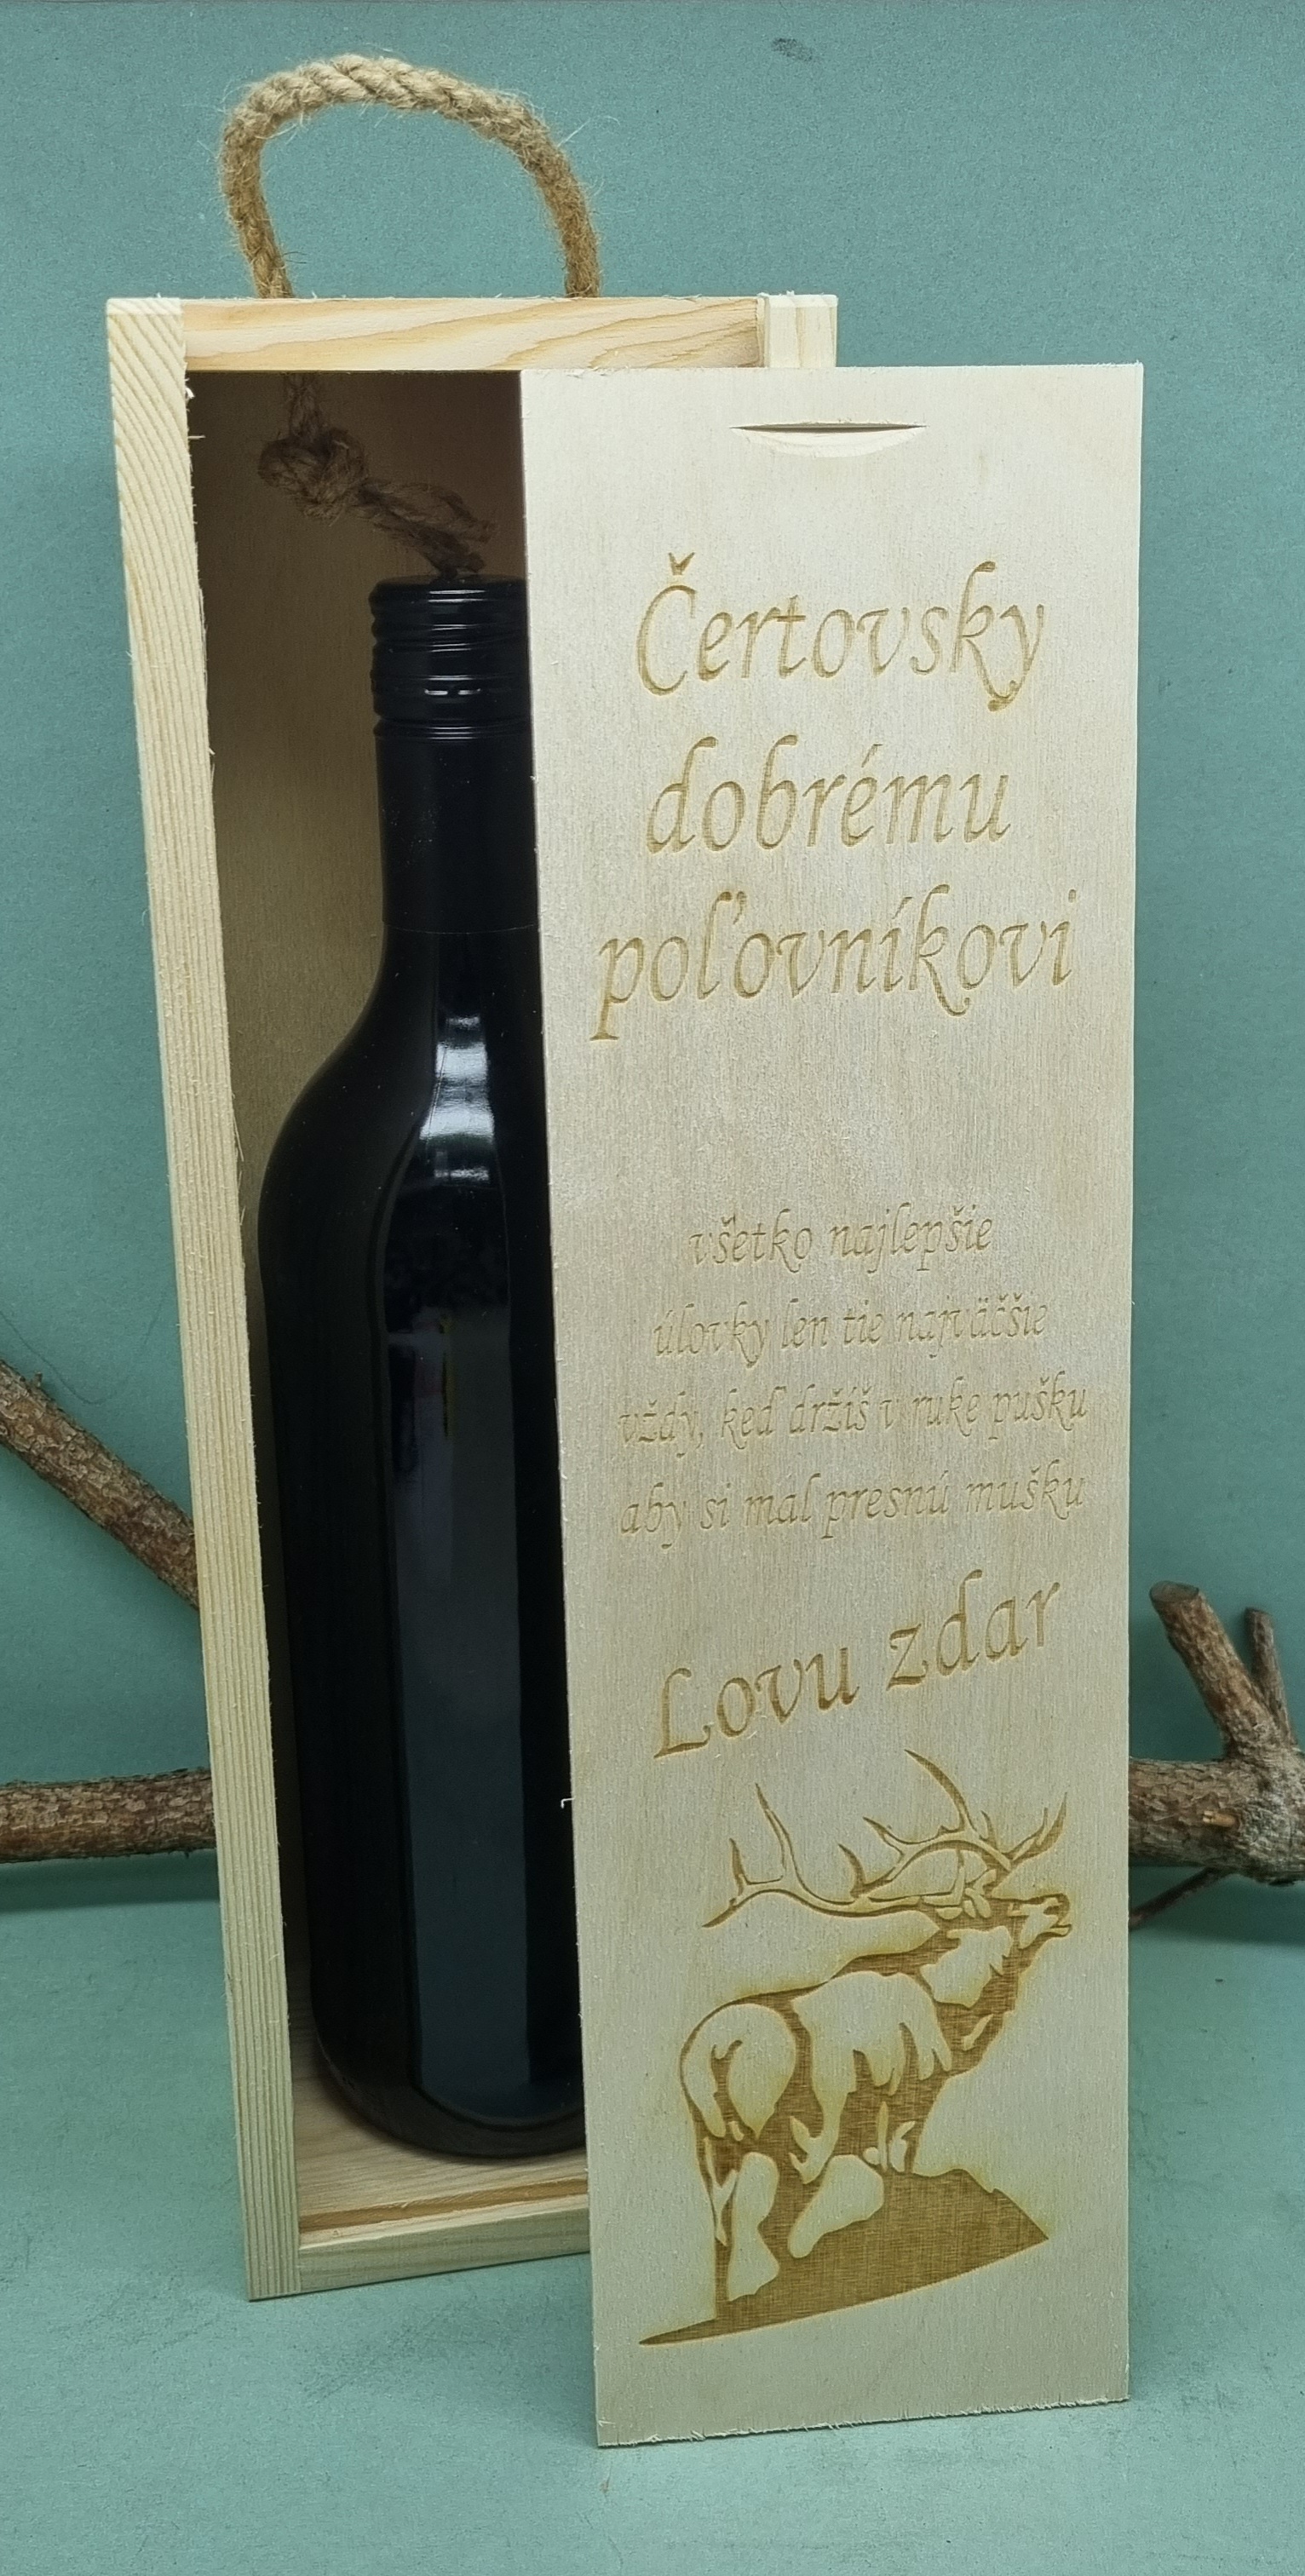 Čertovsky
dobrému
poľovníkovi
všetko najlepšie
úlovky len tie najväčšie
vždy, keď držíš v ruke pušku
aby si mal presnú mušku
Lovu zdar